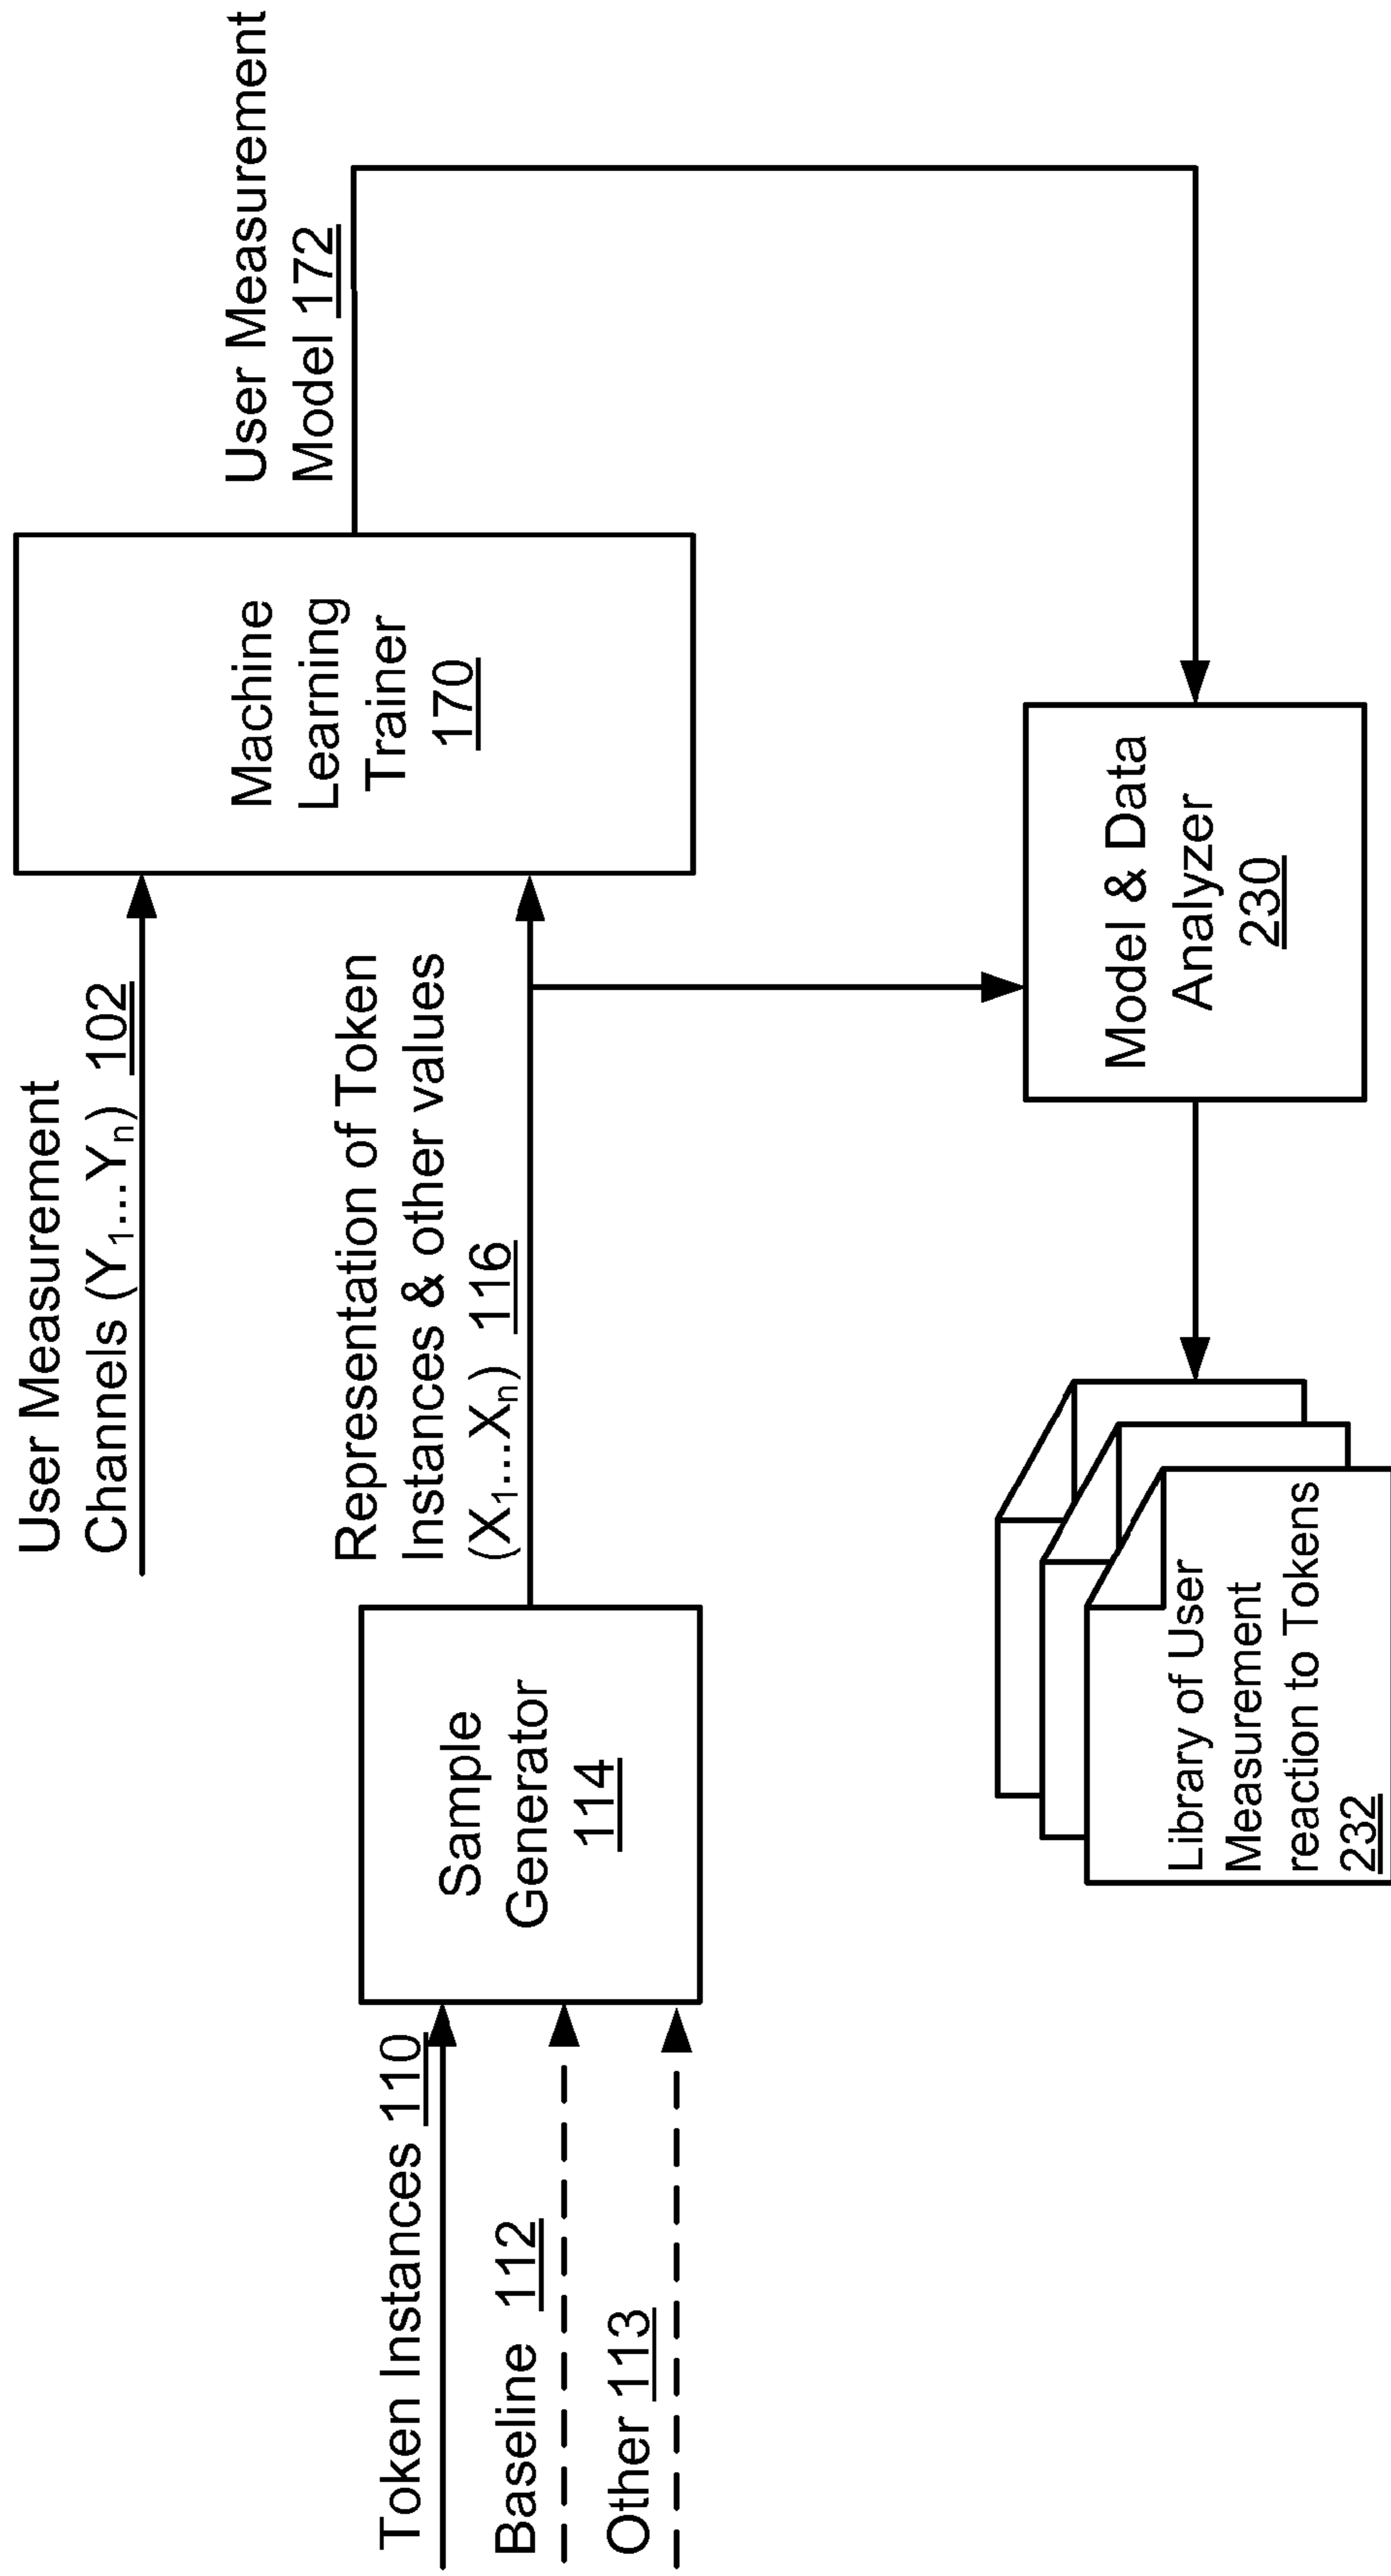 User Measurement
Channels (Y₁...Yₙ) 102
Token Instances 110
Baseline 112
Other 113
Sample
Generator
114
Representation of Token
Instances & other values
(X₁...Xₙ) 116
Machine
Learning
Trainer
170
User Measurement
Model 172
Model & Data
Analyzer
230
Library of User
Measurement
reaction to Tokens
232